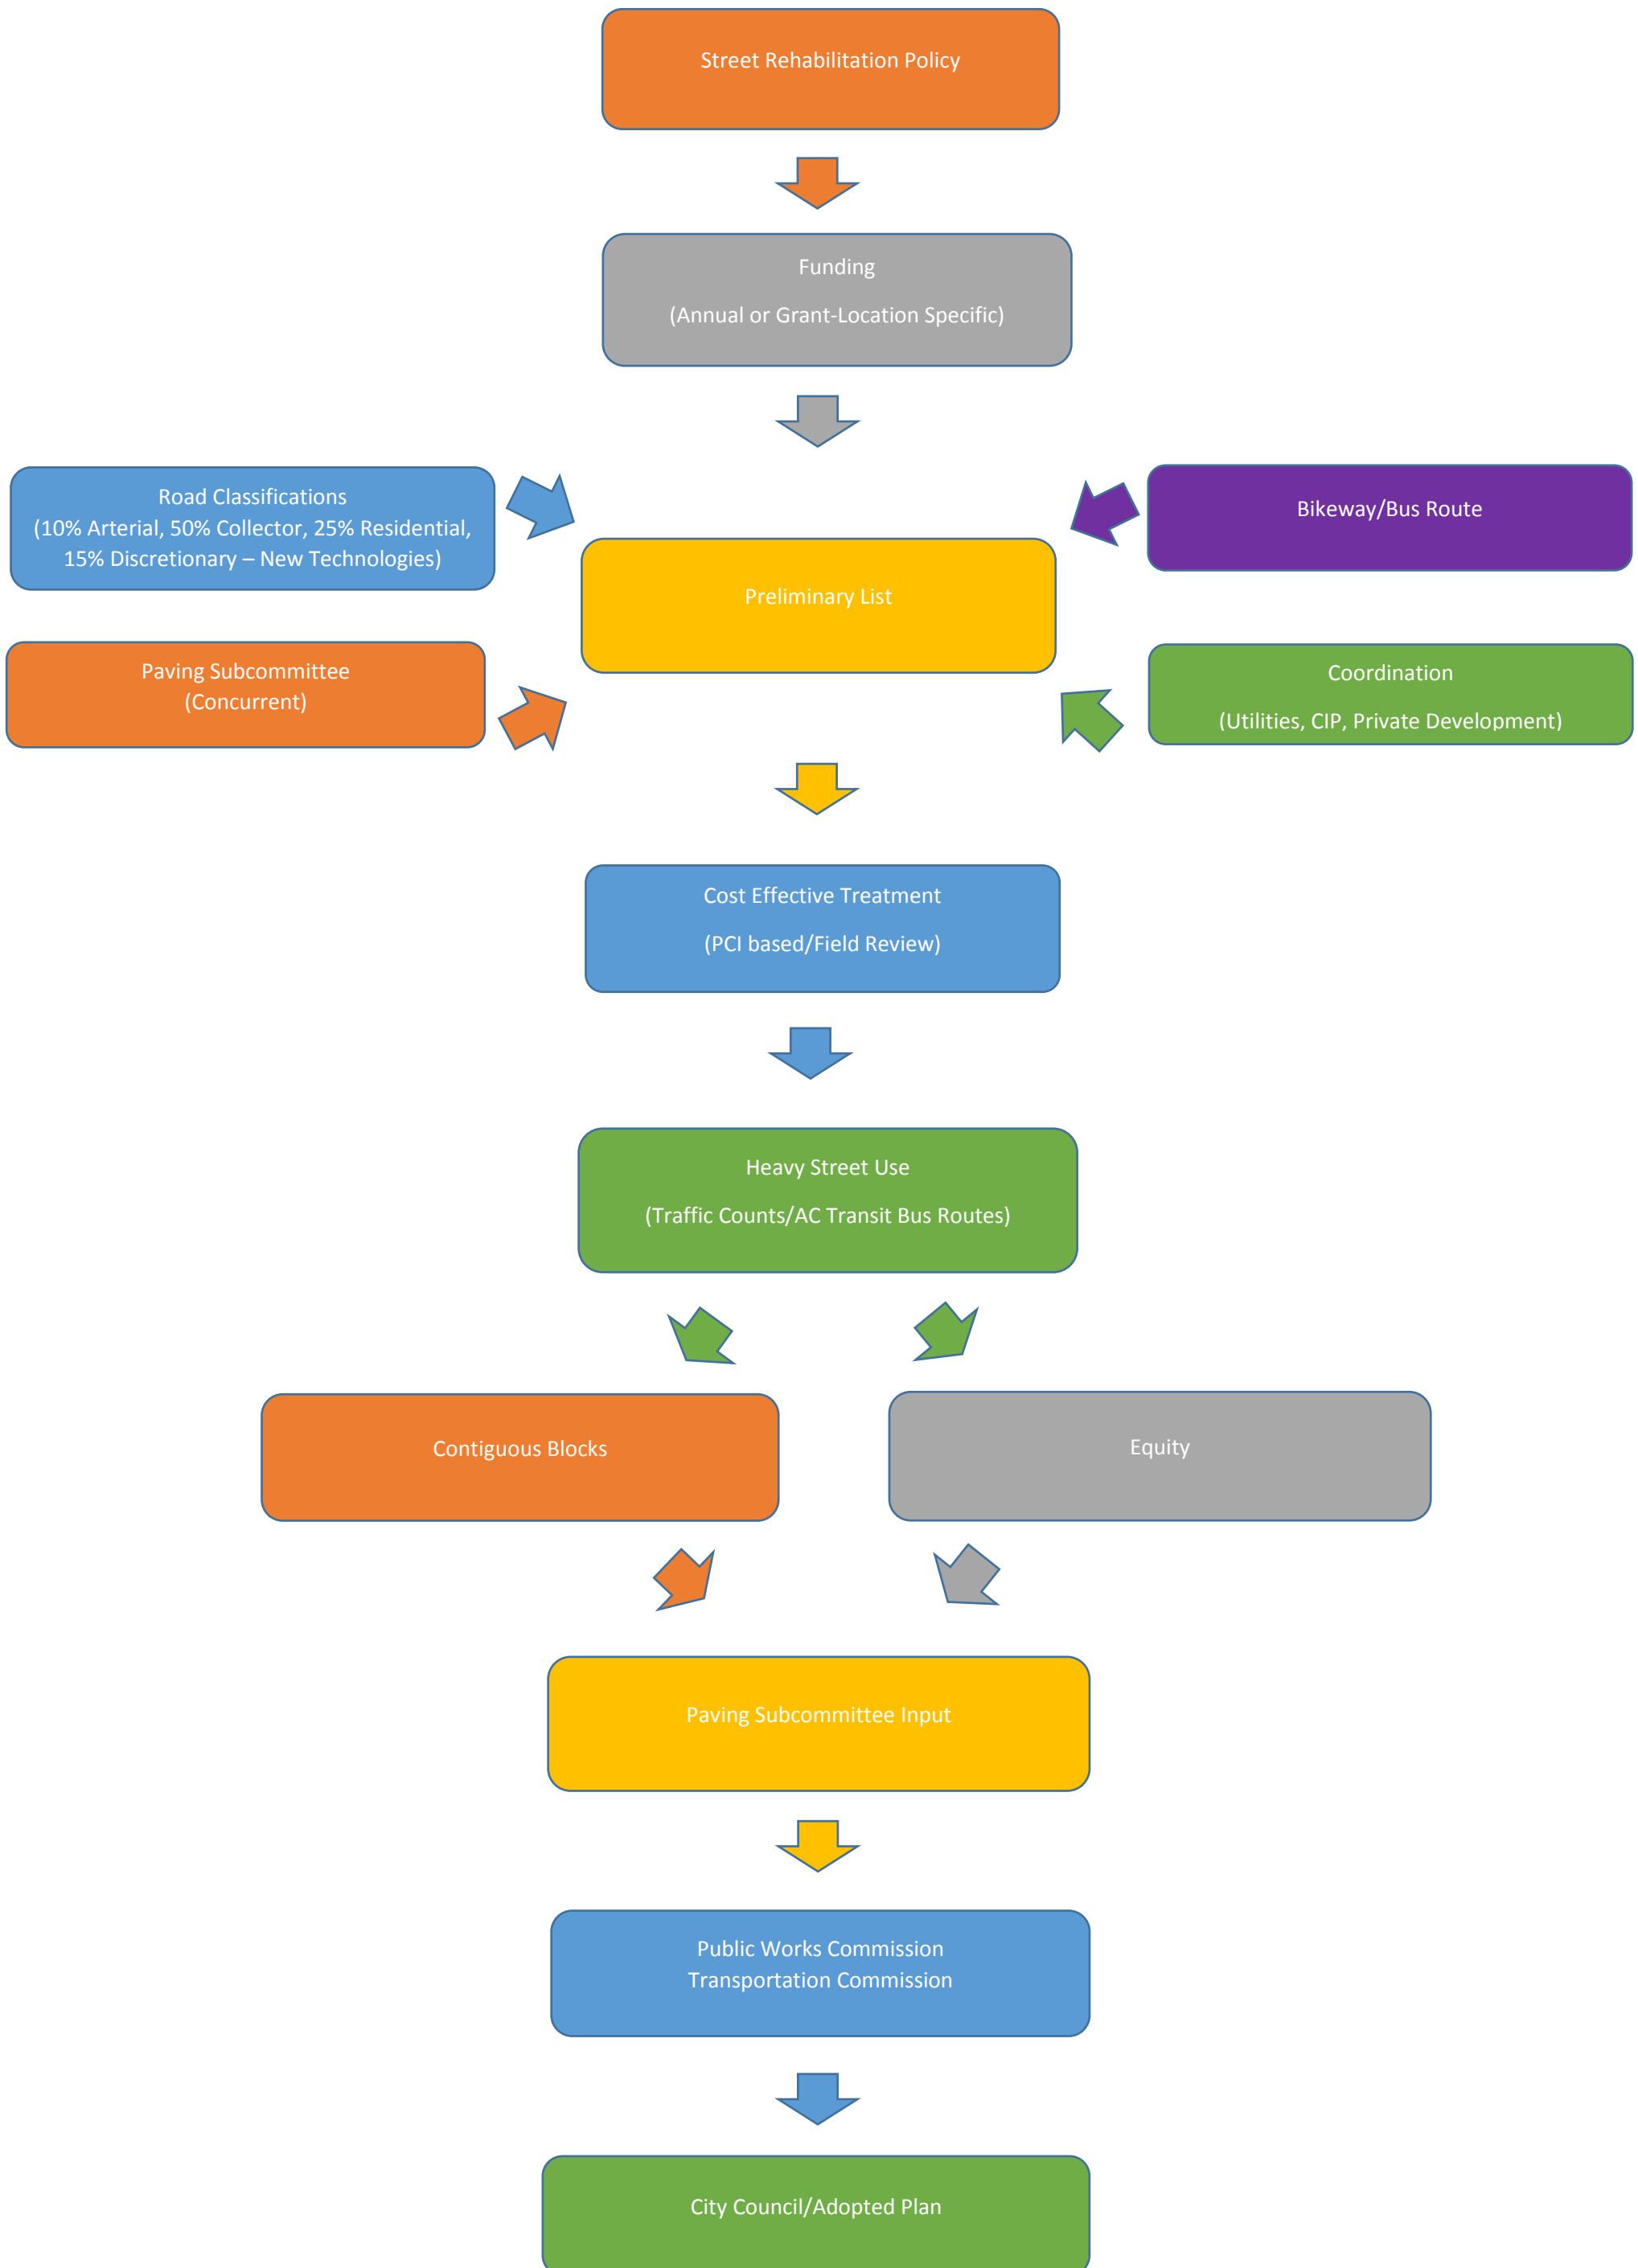 Street Rehabilitation Policy
Funding
(Annual or Grant-Location Specific)
Road Classifications
(10% Arterial, 50% Collector, 25% Residential,
15% Discretionary – New Technologies)
Bikeway/Bus Route
Preliminary List
Paving Subcommittee
(Concurrent)
Coordination
(Utilities, CIP, Private Development)
Cost Effective Treatment
(PCI based/Field Review)
Heavy Street Use
(Traffic Counts/AC Transit Bus Routes)
Contiguous Blocks
Equity
Paving Subcommittee Input
Public Works Commission
Transportation Commission
City Council/Adopted Plan